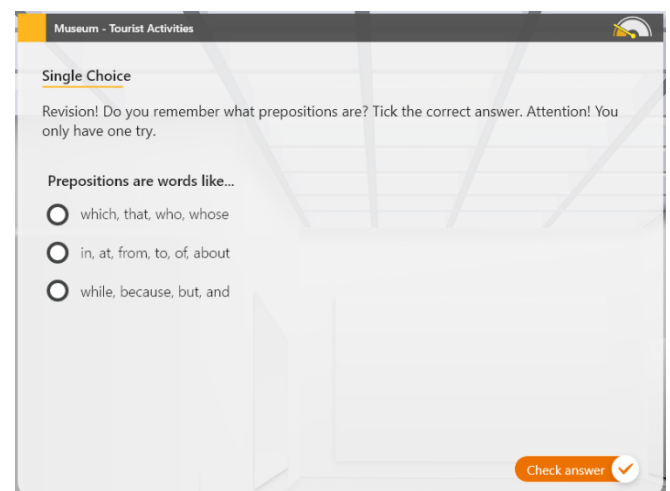 Museum - Tourist Activities
Single Choice
Revision! Do you remember what prepositions are? Tick the correct answer. Attention! You
only have one try.
Prepositions are words like...
which, that, who, whose
in, at, from, to, of, about
while, because, but, and
Check answer